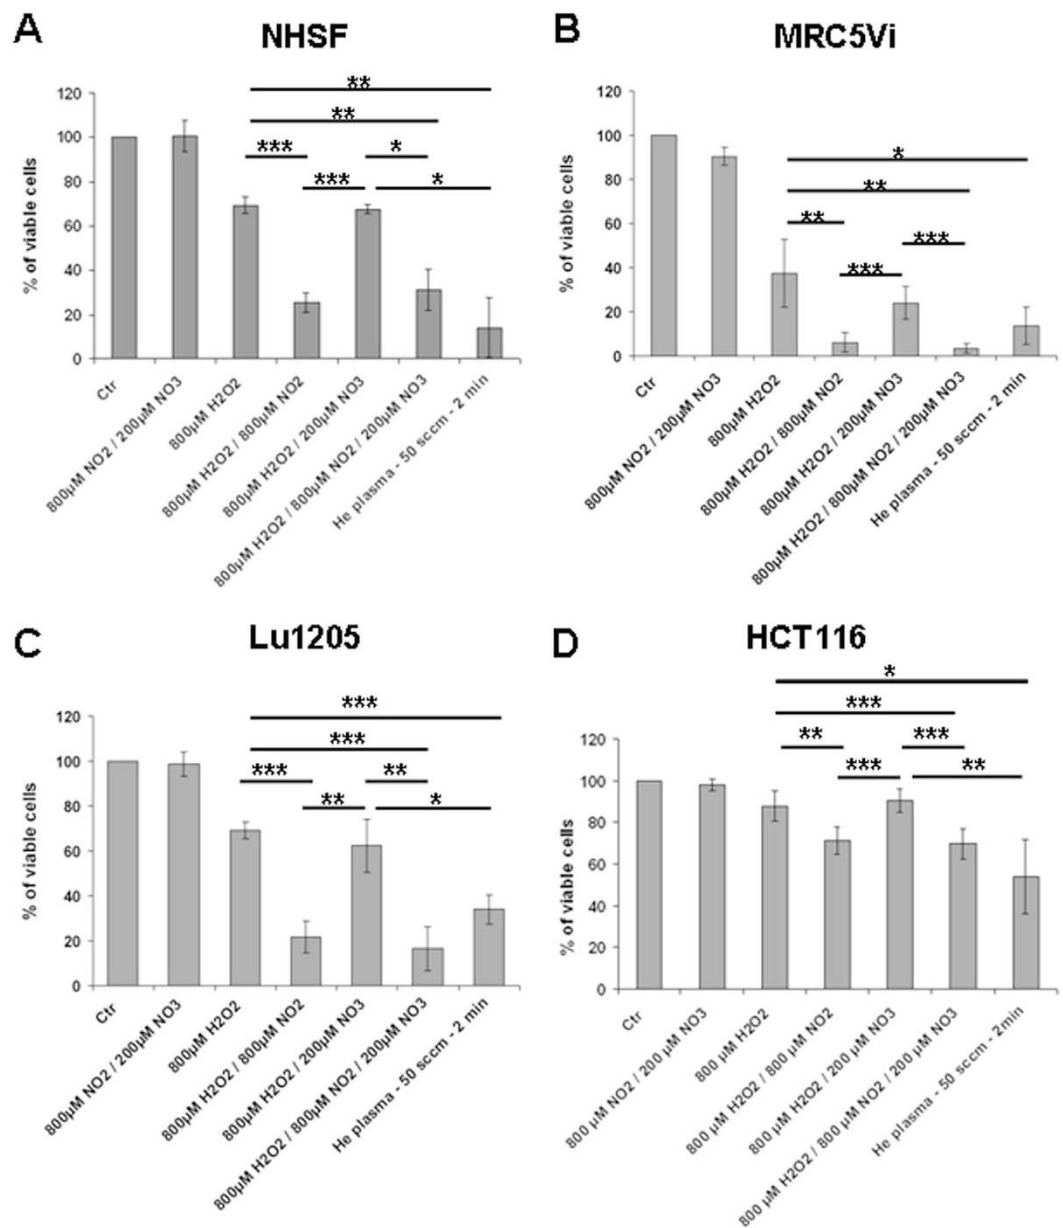 A
NHSF
**
**
***
*
***
*
% of viable cells
120
100
80
60
40
20
0
Ctr
800µM NO2 / 200µM NO3
800µM H2O2
800µM H2O2 / 800µM NO2
800µM H2O2 / 200µM NO3
800µM H2O2 / 800µM NO2 / 200µM NO3
He plasma - 50 sccm - 2 min
B
MRC5Vi
*
**
**
***
***
% of viable cells
120
100
80
60
40
20
0
Ctr
800µM NO2 / 200µM NO3
800µM H2O2
800µM H2O2 / 800µM NO2
800µM H2O2 / 200µM NO3
800µM H2O2 / 800µM NO2 / 200µM NO3
He plasma - 50 sccm - 2 min
C
Lu1205
***
***
***
**
**
*
% of viable cells
120
100
80
60
40
20
0
Ctr
800µM NO2 / 200µM NO3
800µM H2O2
800µM H2O2 / 800µM NO2
800µM H2O2 / 200µM NO3
800µM H2O2 / 800µM NO2 / 200µM NO3
He plasma - 50 sccm - 2 min
D
HCT116
*
***
**
***
***
**
% of viable cells
120
100
80
60
40
20
0
Ctr
800 µM NO2 / 200 µM NO3
800 µM H2O2
800 µM H2O2 / 800 µM NO2
800 µM H2O2 / 200 µM NO3
800 µM H2O2 / 800 µM NO2 / 200 µM NO3
He plasma - 50 sccm - 2min